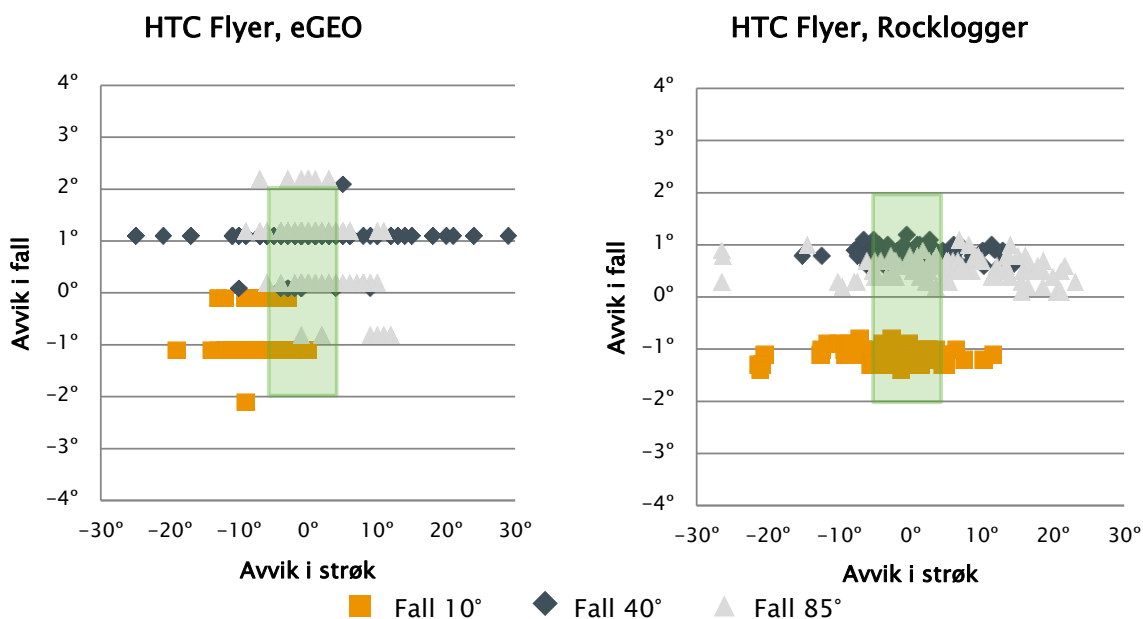 HTC Flyer, eGEO
4°
3°
2°
1°
0°
−1°
−2°
−3°
−4°
Avvik i fall
−30° −20° −10° 0° 10° 20° 30°
Avvik i strøk
HTC Flyer, Rocklogger
4°
3°
2°
1°
0°
−1°
−2°
−3°
−4°
Avvik i fall
−30° −20° −10° 0° 10° 20° 30°
Avvik i strøk
Fall 10° Fall 40° Fall 85°